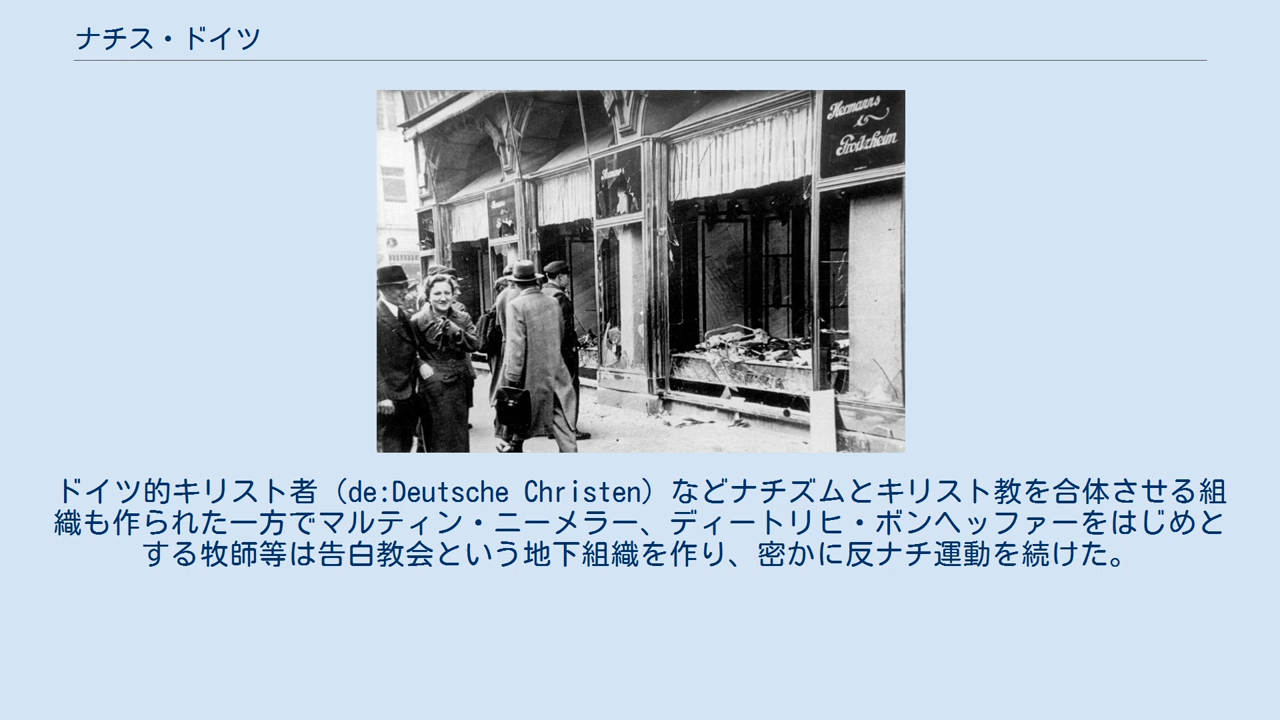 ナチス・ドイツ
Hermanns
&
Froitzheim
ドイツ的キリスト者（de:Deutsche Christen）などナチズムとキリスト教を合体させる組
織も作られた一方でマルティン・ニーメラー、ディートリヒ・ボンヘッファーをはじめと
する牧師等は告白教会という地下組織を作り、密かに反ナチ運動を続けた。